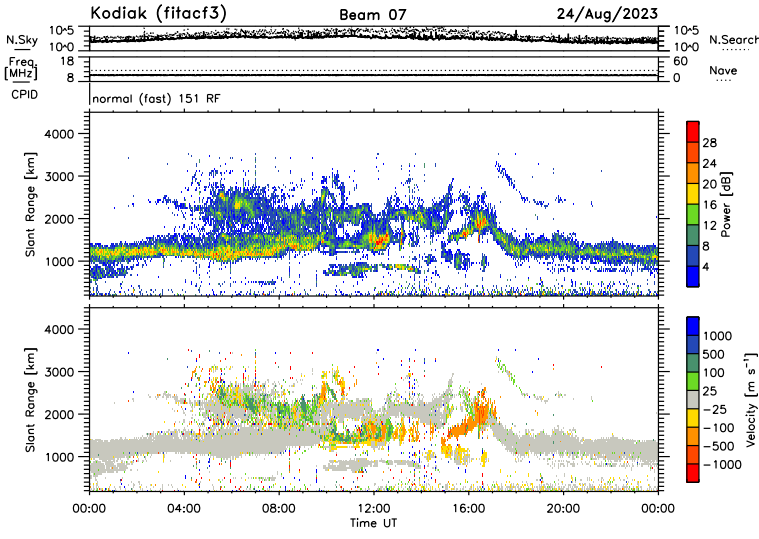 Kodiak (fitacf3) Beam 07 24/Aug/2023
N.Sky 10^5 10^0 10^5 10^0 N.Search
Freq. [MHz] 18 8 60 0 Nave
CPID normal (fast) 151 RF
Slant Range [km] 4000 3000 2000 1000
28 24 20 16 12 8 4 Power [dB]
Slant Range [km] 4000 3000 2000 1000
1000 500 100 25 −25 −100 −500 −1000 Velocity [m s⁻¹]
00:00 04:00 08:00 12:00 16:00 20:00 00:00
Time UT